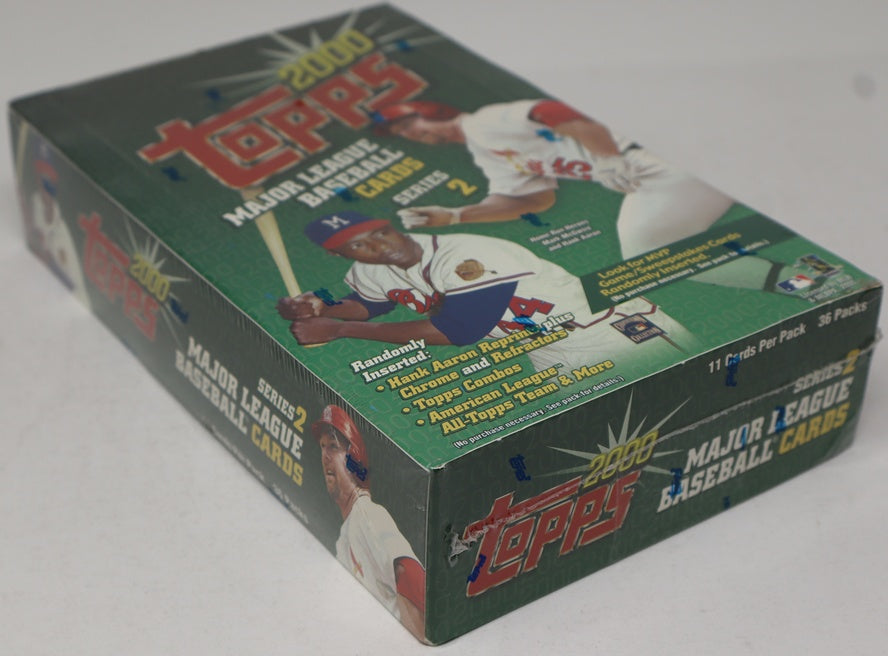 2000
TOPPS
MAJOR LEAGUE
BASEBALL
CARDS
SERIES 2
Home Run Heroes
Mark McGwire
and Hank Aaron
Look for MVP
Game/Sweepstakes Cards
Randomly Inserted.
(No purchase necessary. See pack for details.)
M
44
Randomly
Inserted:
• Hank Aaron Reprints plus
Chrome and Refractors
• Topps Combos
• American League
All-Topps Team & More
(No purchase necessary. See pack for details.)
11 Cards Per Pack 36 Packs
2000
TOPPS
SERIES 2
MAJOR LEAGUE
BASEBALL CARDS
2000
TOPPS
SERIES 2
MAJOR LEAGUE
BASEBALL CARDS
36 Packs